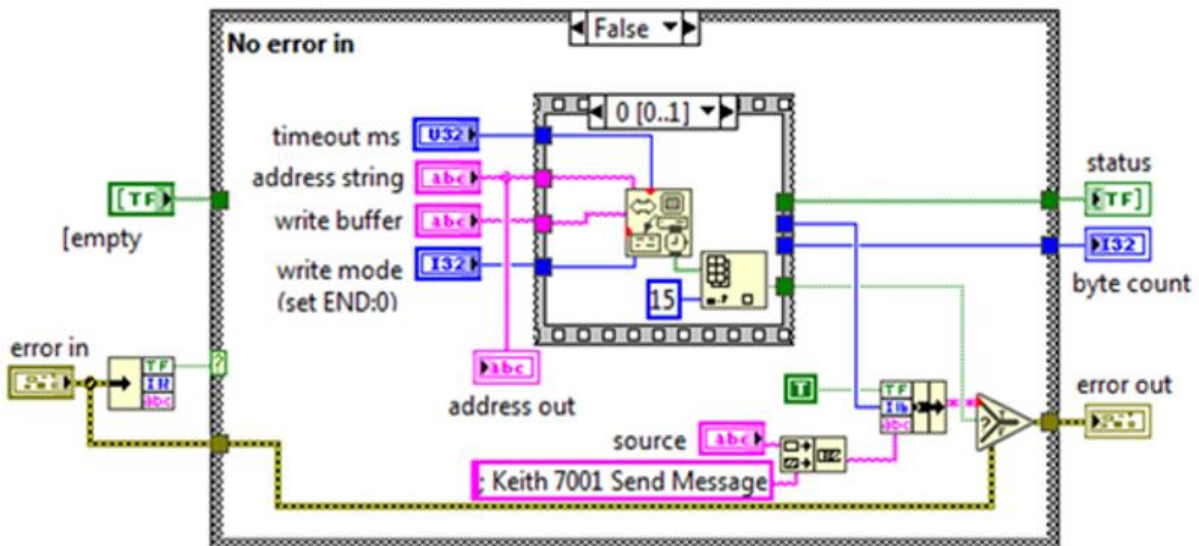 False
No error in
0 [0..1]
timeout ms
U32
address string
abc
write buffer
abc
write mode
(set END:0)
I32
[TF]
[empty
status
[TF]
I32
byte count
15
error in
TF
abc
?
abc
address out
T
TF
abc
?
T
F
error out
source
abc
; Keith 7001 Send Message